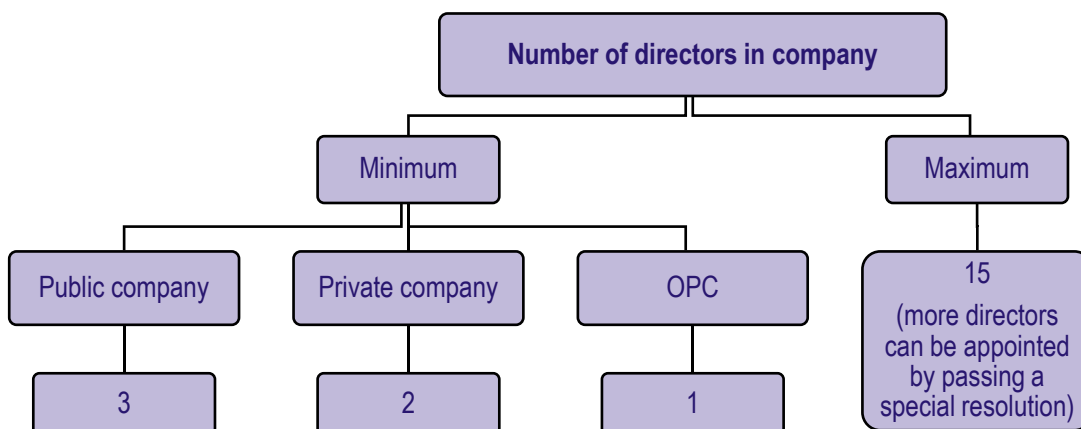 Number of directors in company
Minimum
Maximum
Public company
Private company
OPC
15
(more directors
can be appointed
by passing a
special resolution)
3
2
1